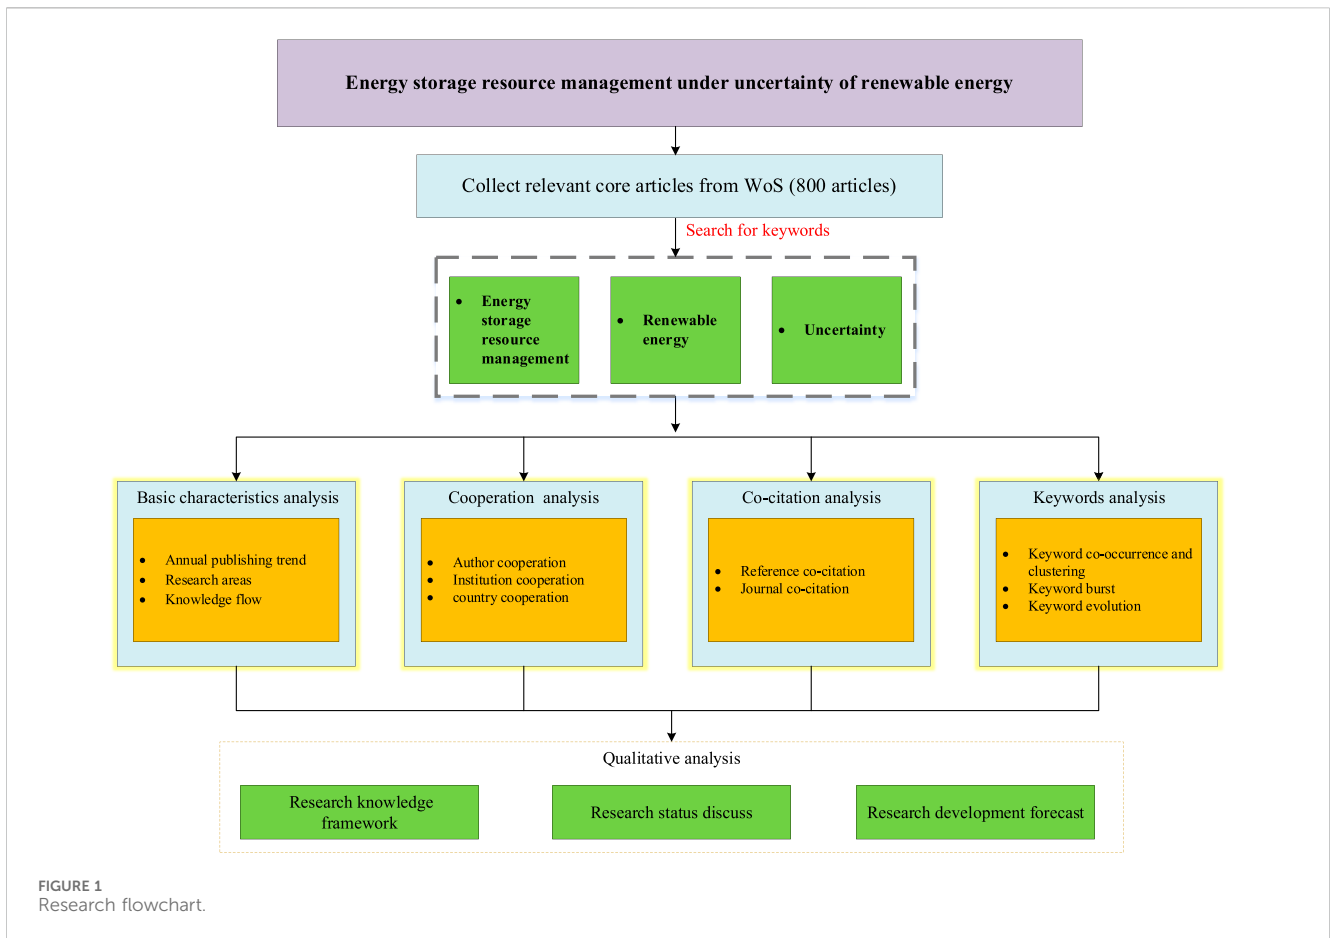 Energy storage resource management under uncertainty of renewable energy
Collect relevant core articles from WoS (800 articles)
Search for keywords
• Energy
storage
resource
management
• Renewable
energy
• Uncertainty
Basic characteristics analysis
• Annual publishing trend
• Research areas
• Knowledge flow
Cooperation analysis
• Author cooperation
• Institution cooperation
• country cooperation
Co-citation analysis
• Reference co-citation
• Journal co-citation
Keywords analysis
• Keyword co-occurrence and
clustering
• Keyword burst
• Keyword evolution
Qualitative analysis
Research knowledge
framework
Research status discuss
Research development forecast
FIGURE 1
Research flowchart.